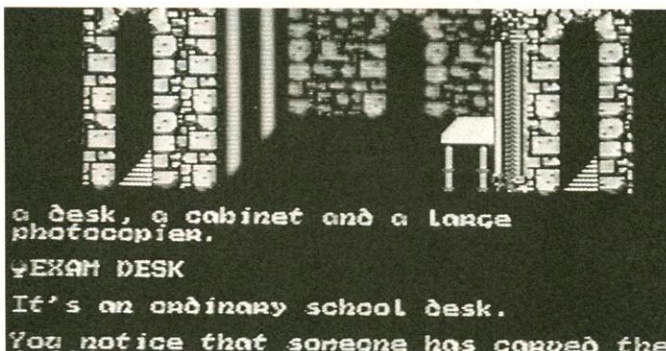 a desk, a cabinet and a large
photocopier.
EXAM DESK
It's an ordinary school desk.
You notice that someone has carved the